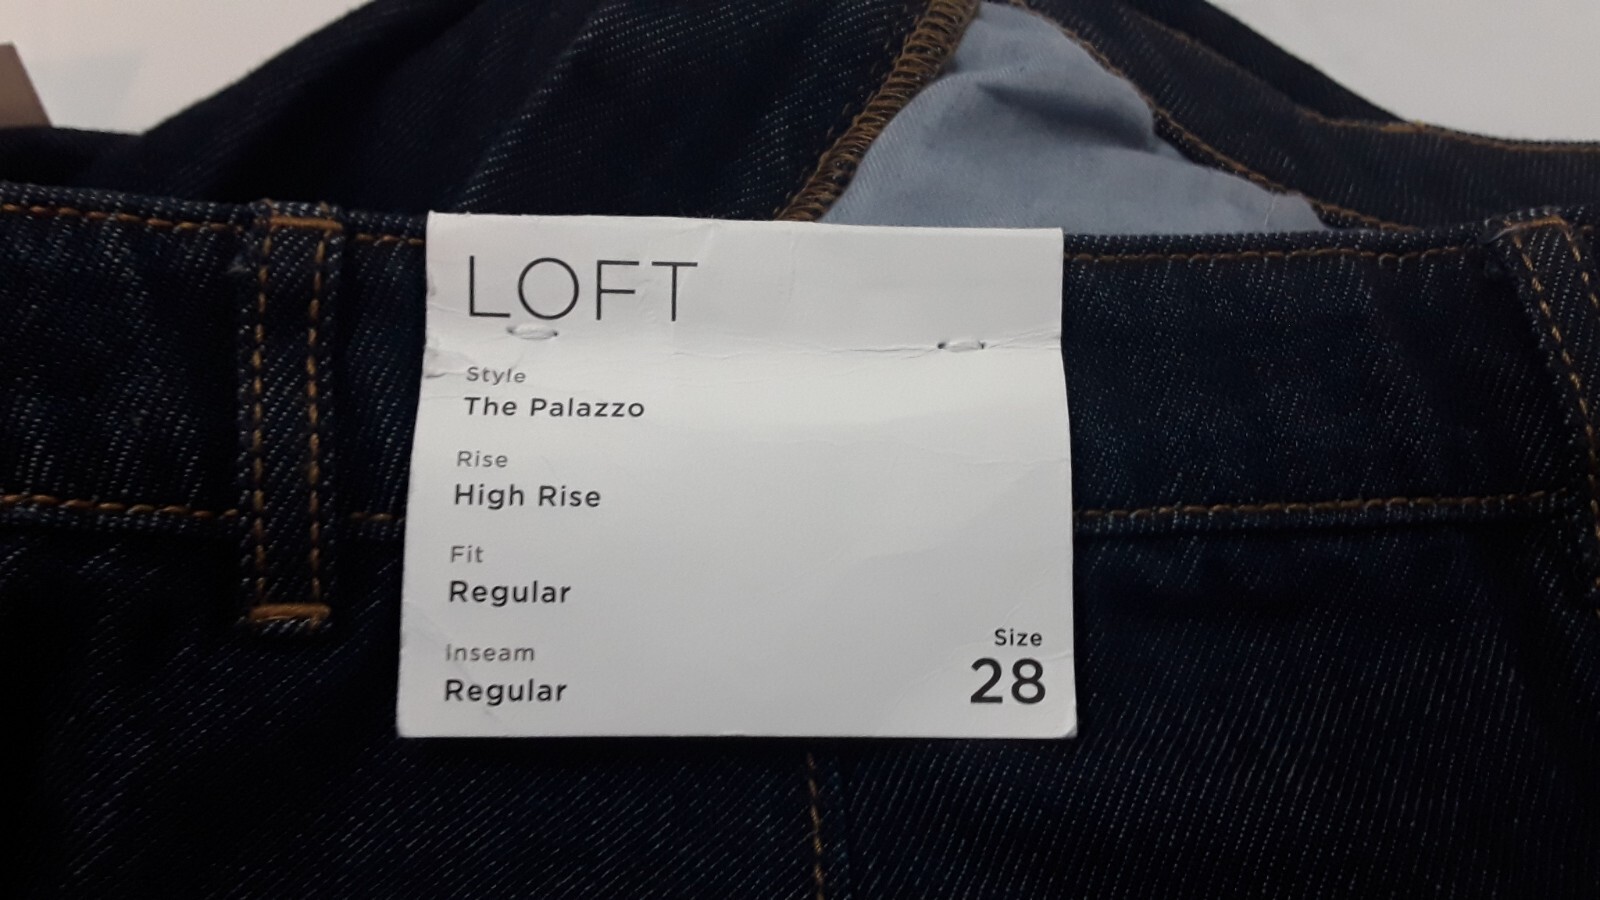 LOFT
Style
The Palazzo
Rise
High Rise
Fit
Regular
Inseam
Regular
Size
28